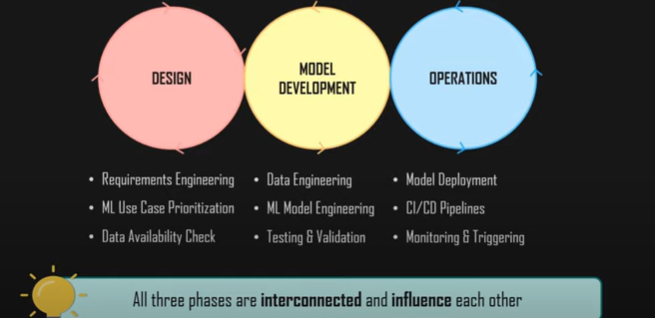 DESIGN
MODEL
DEVELOPMENT
OPERATIONS
• Requirements Engineering
• ML Use Case Prioritization
• Data Availability Check
• Data Engineering
• ML Model Engineering
• Testing & Validation
• Model Deployment
• CI/CD Pipelines
• Monitoring & Triggering
All three phases are interconnected and influence each other